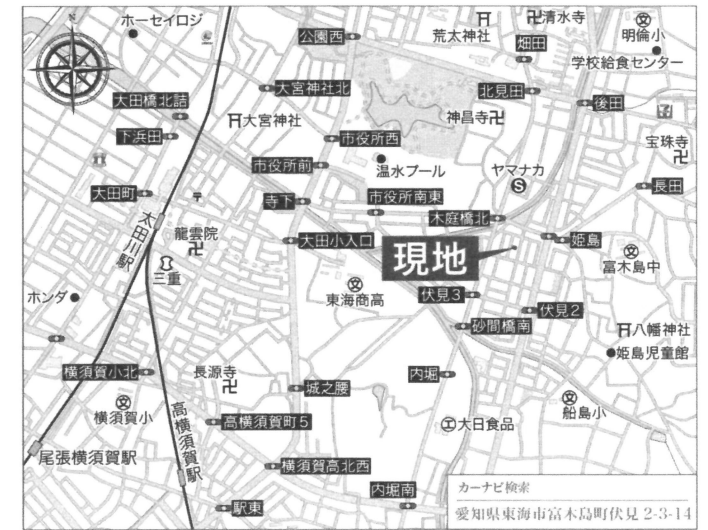 ホーセイロジ
公園西
荒太神社
清水寺
明倫小
畑田
学校給食センター
大宮神社北
北見田
後田
大田橋北詰
大宮神社
神昌寺
下浜田
市役所西
宝珠寺
市役所前
温水プール
ヤマナカ
S
大田町
寺下
市役所南東
長田
木庭橋北
太田川駅
龍雲院
大田小入口
現地
姫島
三重
文
富木島中
東海商高
ホンダ
伏見3
伏見2
砂間橋南
八幡神社
姫島児童館
横須賀小北
長源寺
城之腰
内堀
横須賀小
高横須賀駅
高横須賀町5
工
大日食品
船島小
尾張横須賀駅
横須賀高北西
内堀南
駅東
カーナビ検索
愛知県東海市富木島町伏見 2-3-14